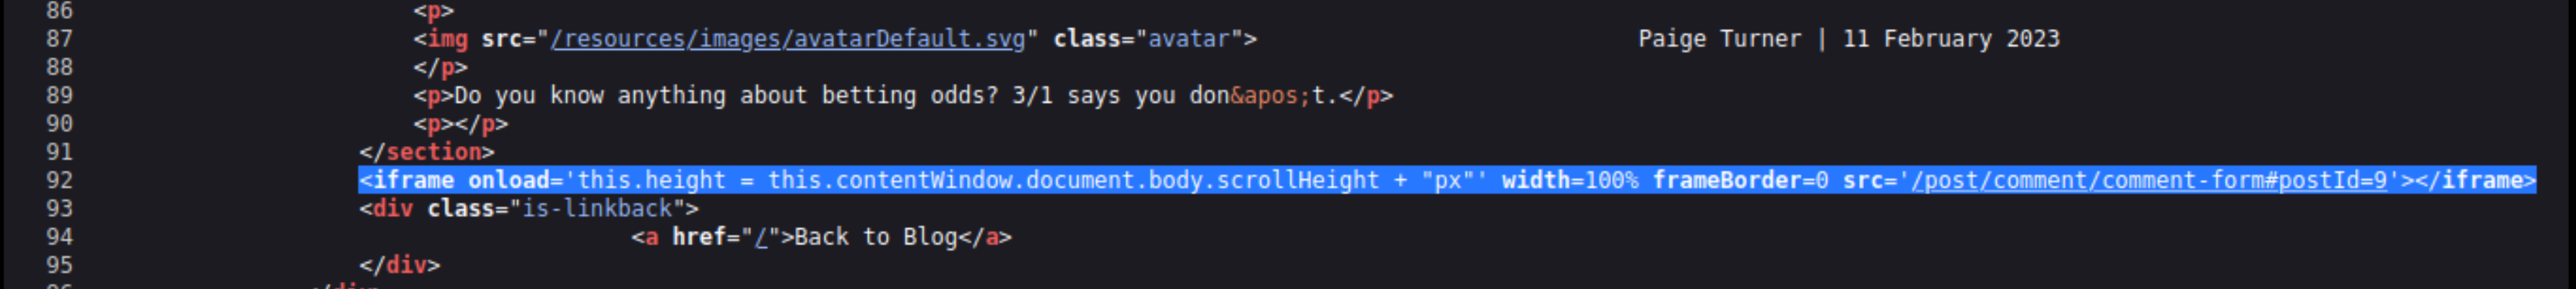 86 <p>
87 <img src="/resources/images/avatarDefault.svg" class="avatar"> Paige Turner | 11 February 2023
88 </p>
89 <p>Do you know anything about betting odds? 3/1 says you don&apos;t.</p>
90 <p></p>
91 </section>
92 <iframe onload='this.height = this.contentWindow.document.body.scrollHeight + "px"' width=100% frameBorder=0 src='/post/comment/comment-form#postId=9'></iframe>
93 <div class="is-linkback">
94 <a href="/">Back to Blog</a>
95 </div>